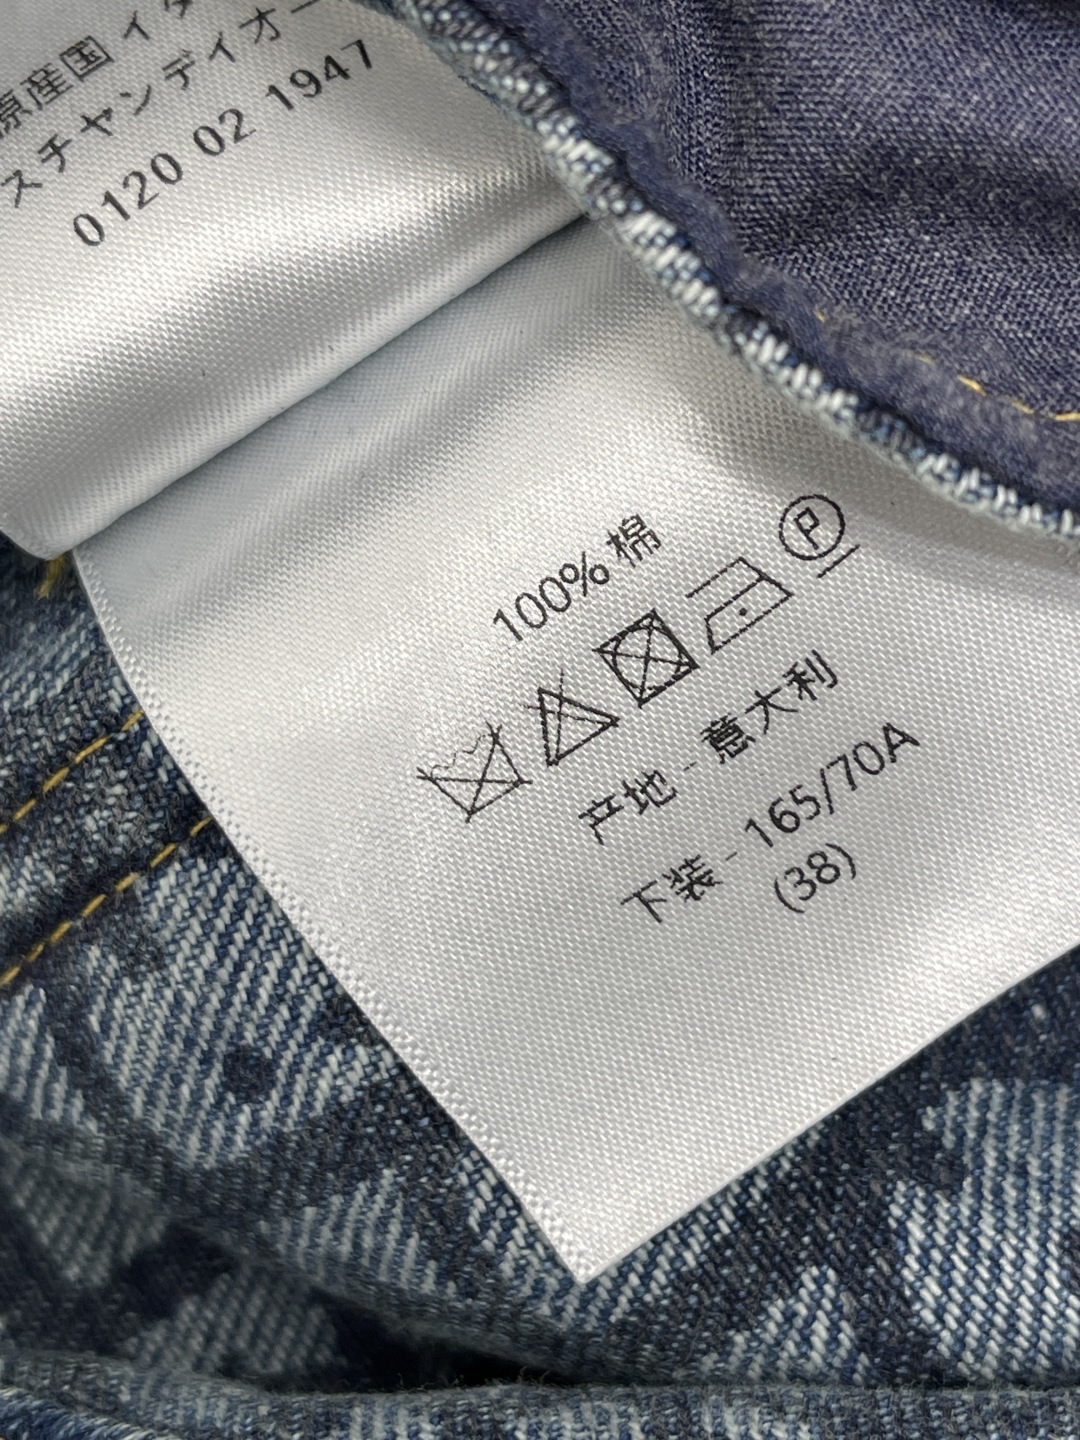 原産国 イタ
スチャンディオー
0120 02 1947
100% 棉
P
产地 - 意大利
下装 - 165/70A
(38)